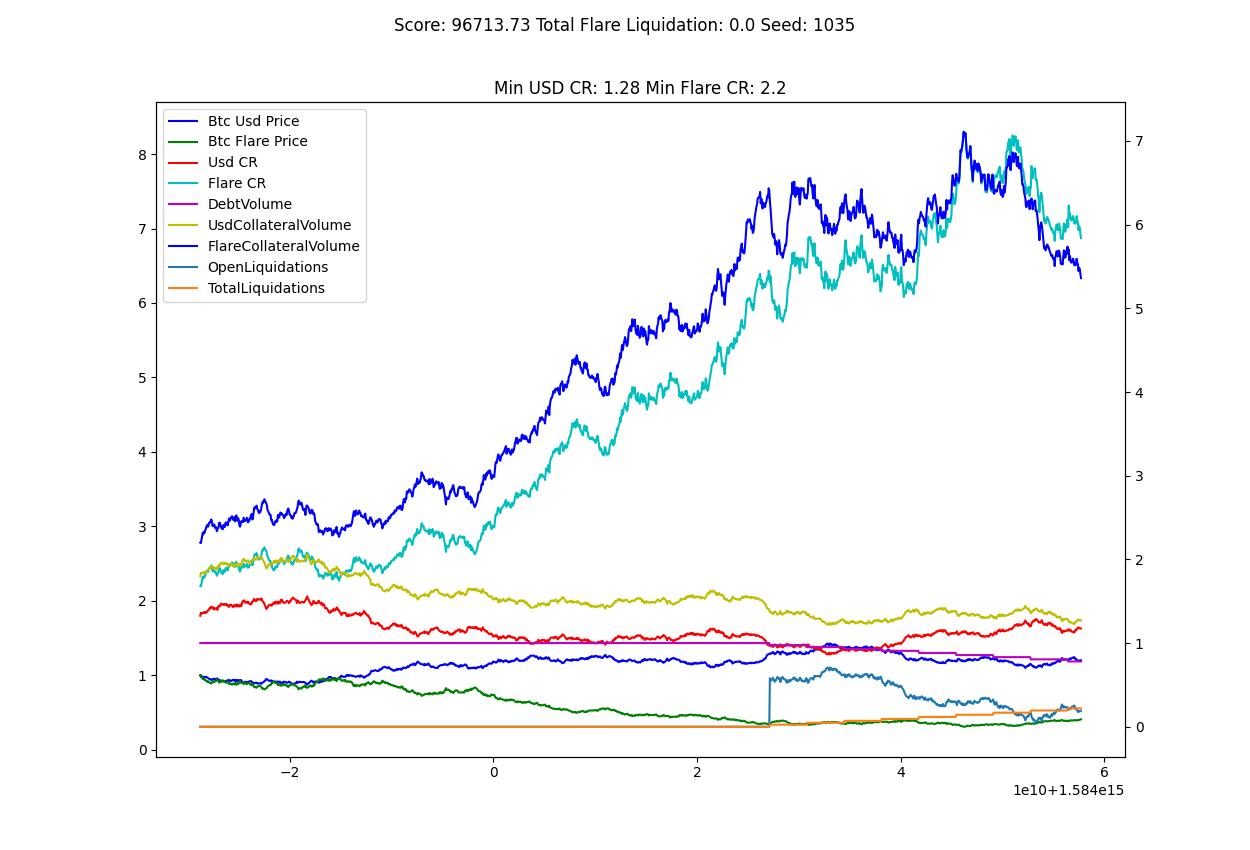 Score: 96713.73 Total Flare Liquidation: 0.0 Seed: 1035
Min USD CR: 1.28 Min Flare CR: 2.2
Btc Usd Price
Btc Flare Price
Usd CR
Flare CR
DebtVolume
UsdCollateralVolume
FlareCollateralVolume
OpenLiquidations
TotalLiquidations
8
7
6
5
4
3
2
1
0
7
6
5
4
3
2
1
0
−2
0
2
4
6
1e10+1.584e15